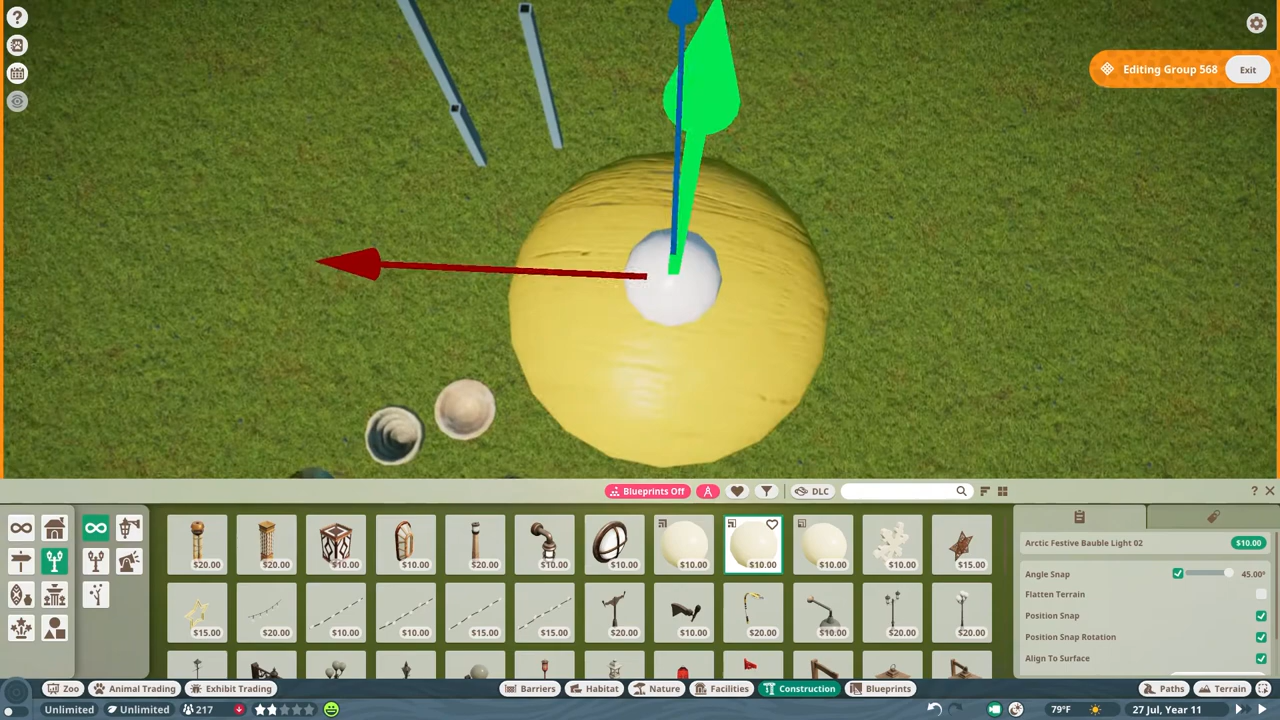 Editing Group 568
Exit
Blueprints Off
DLC
?
$20.00 $20.00 $10.00 $10.00 $20.00 $10.00 $10.00 $10.00 $10.00 $10.00 $10.00 $15.00
$15.00 $20.00 $10.00 $10.00 $15.00 $15.00 $20.00 $10.00 $20.00 $10.00 $20.00 $20.00
Arctic Festive Bauble Light 02 $10.00
Angle Snap 45.00°
Flatten Terrain
Position Snap
Position Snap Rotation
Align To Surface
Zoo Animal Trading Exhibit Trading Barriers Habitat Nature Facilities Construction Blueprints Paths Terrain
Unlimited Unlimited 217 79°F 27 Jul, Year 11